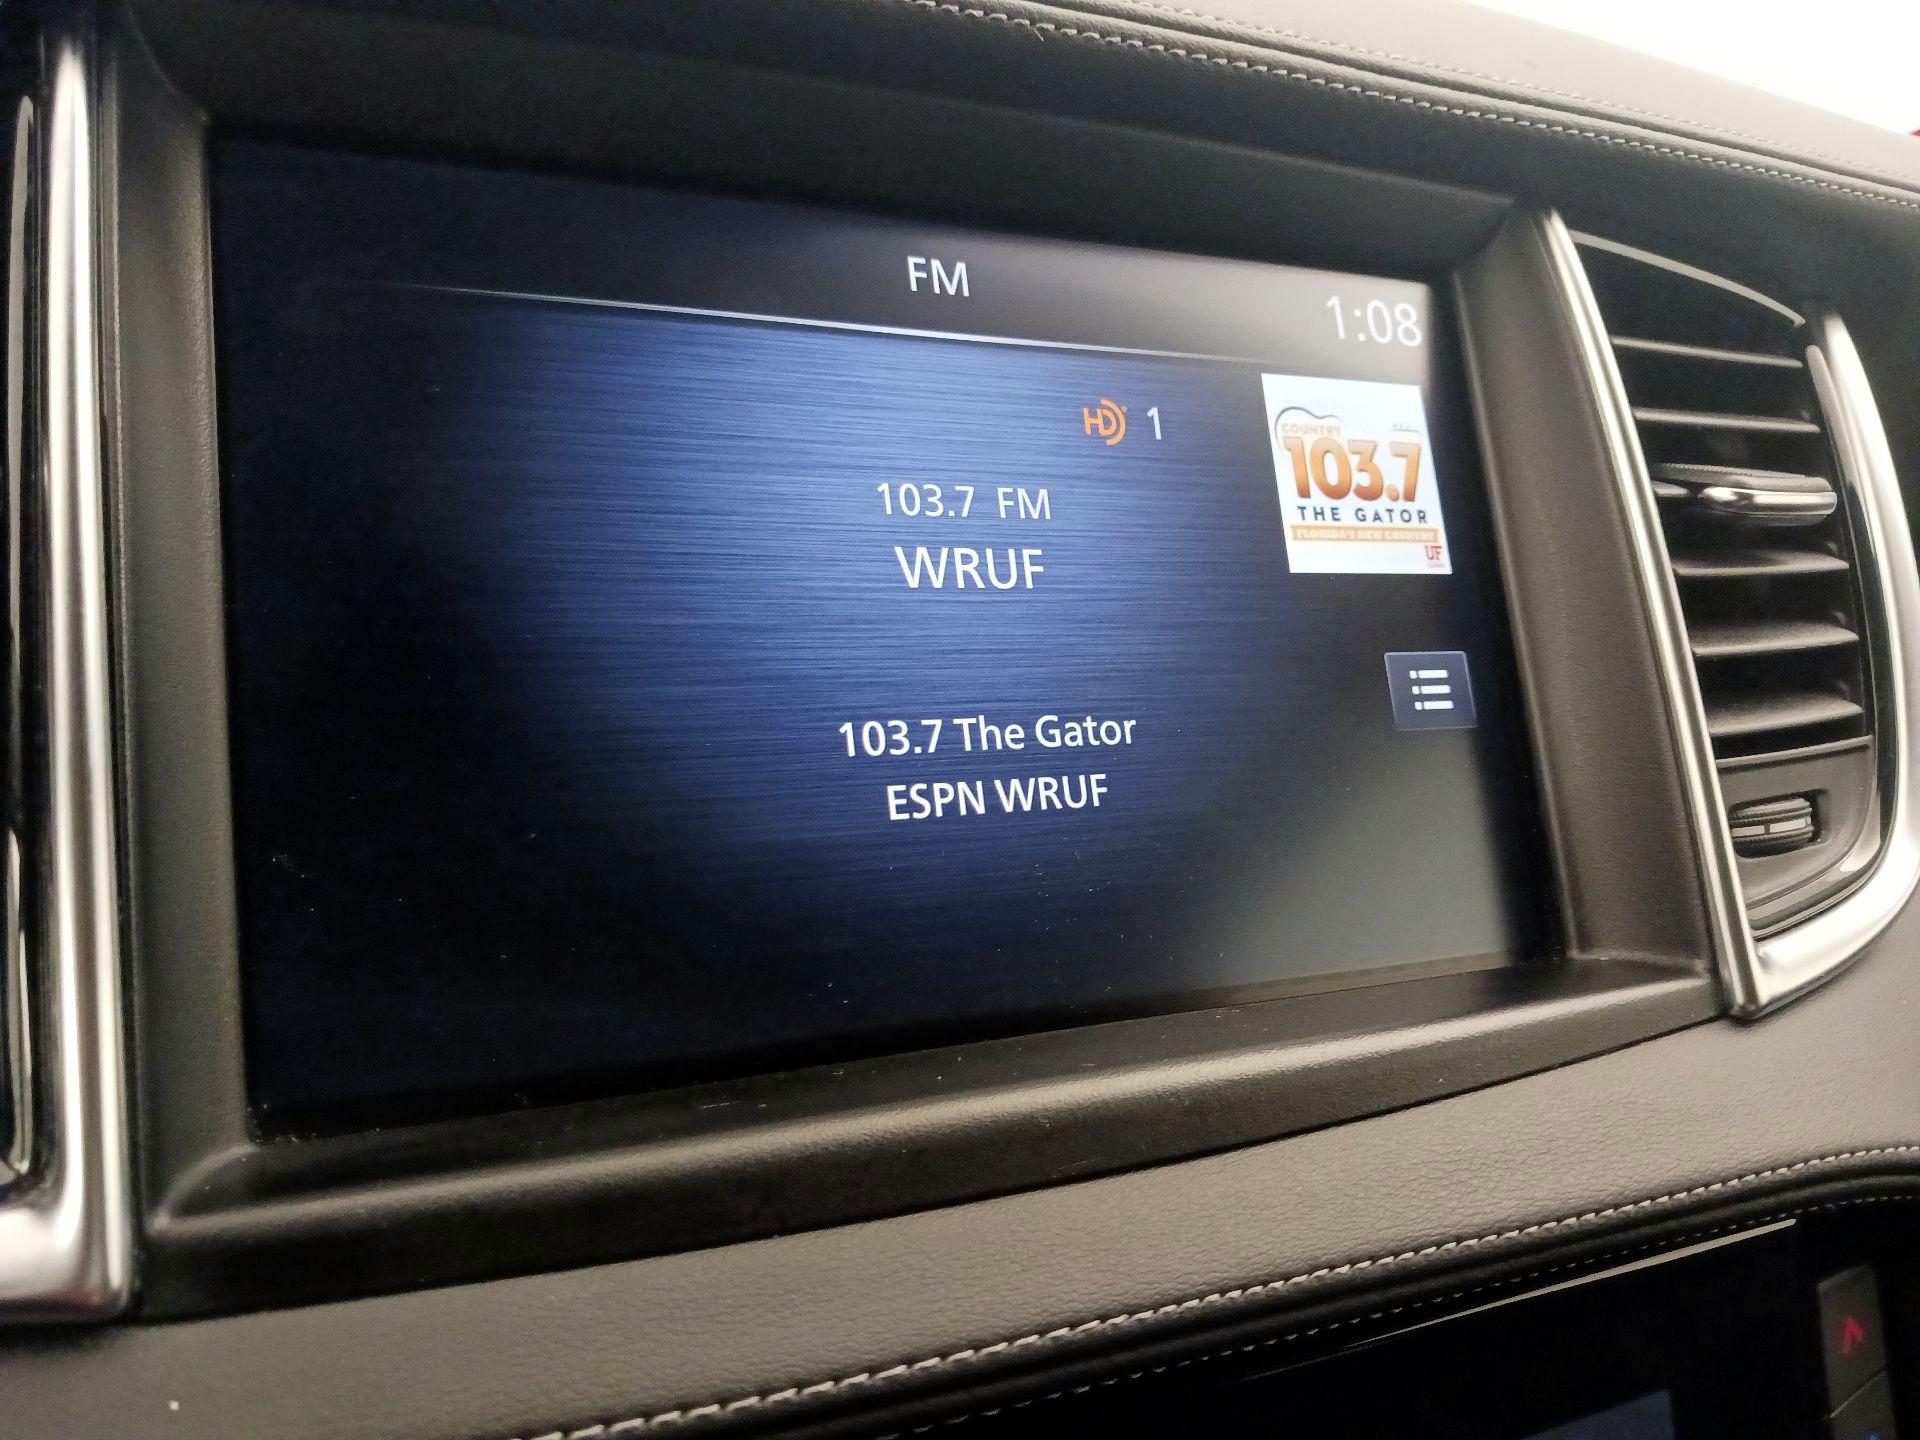 FM
1:08
HD 1
103.7 FM
WRUF
COUNTRY
103.7
THE GATOR
FLORIDA'S NEW COUNTRY
UF
103.7 The Gator
ESPN WRUF